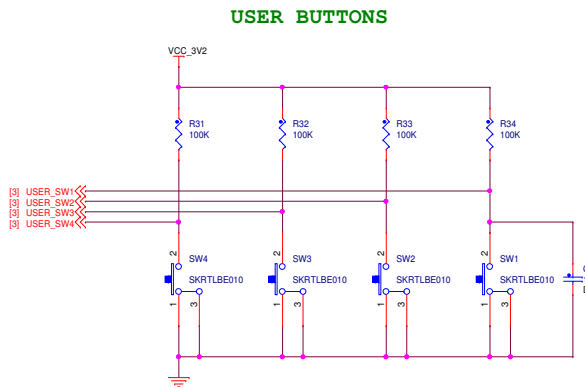 USER BUTTONS
VCC_3V2
R31
100K
R32
100K
R33
100K
R34
100K
[3] USER_SW1
[3] USER_SW2
[3] USER_SW3
[3] USER_SW4
2
SW4
SKRTLBE010
1
3
2
SW3
SKRTLBE010
1
3
2
SW2
SKRTLBE010
1
3
2
SW1
SKRTLBE010
1
3